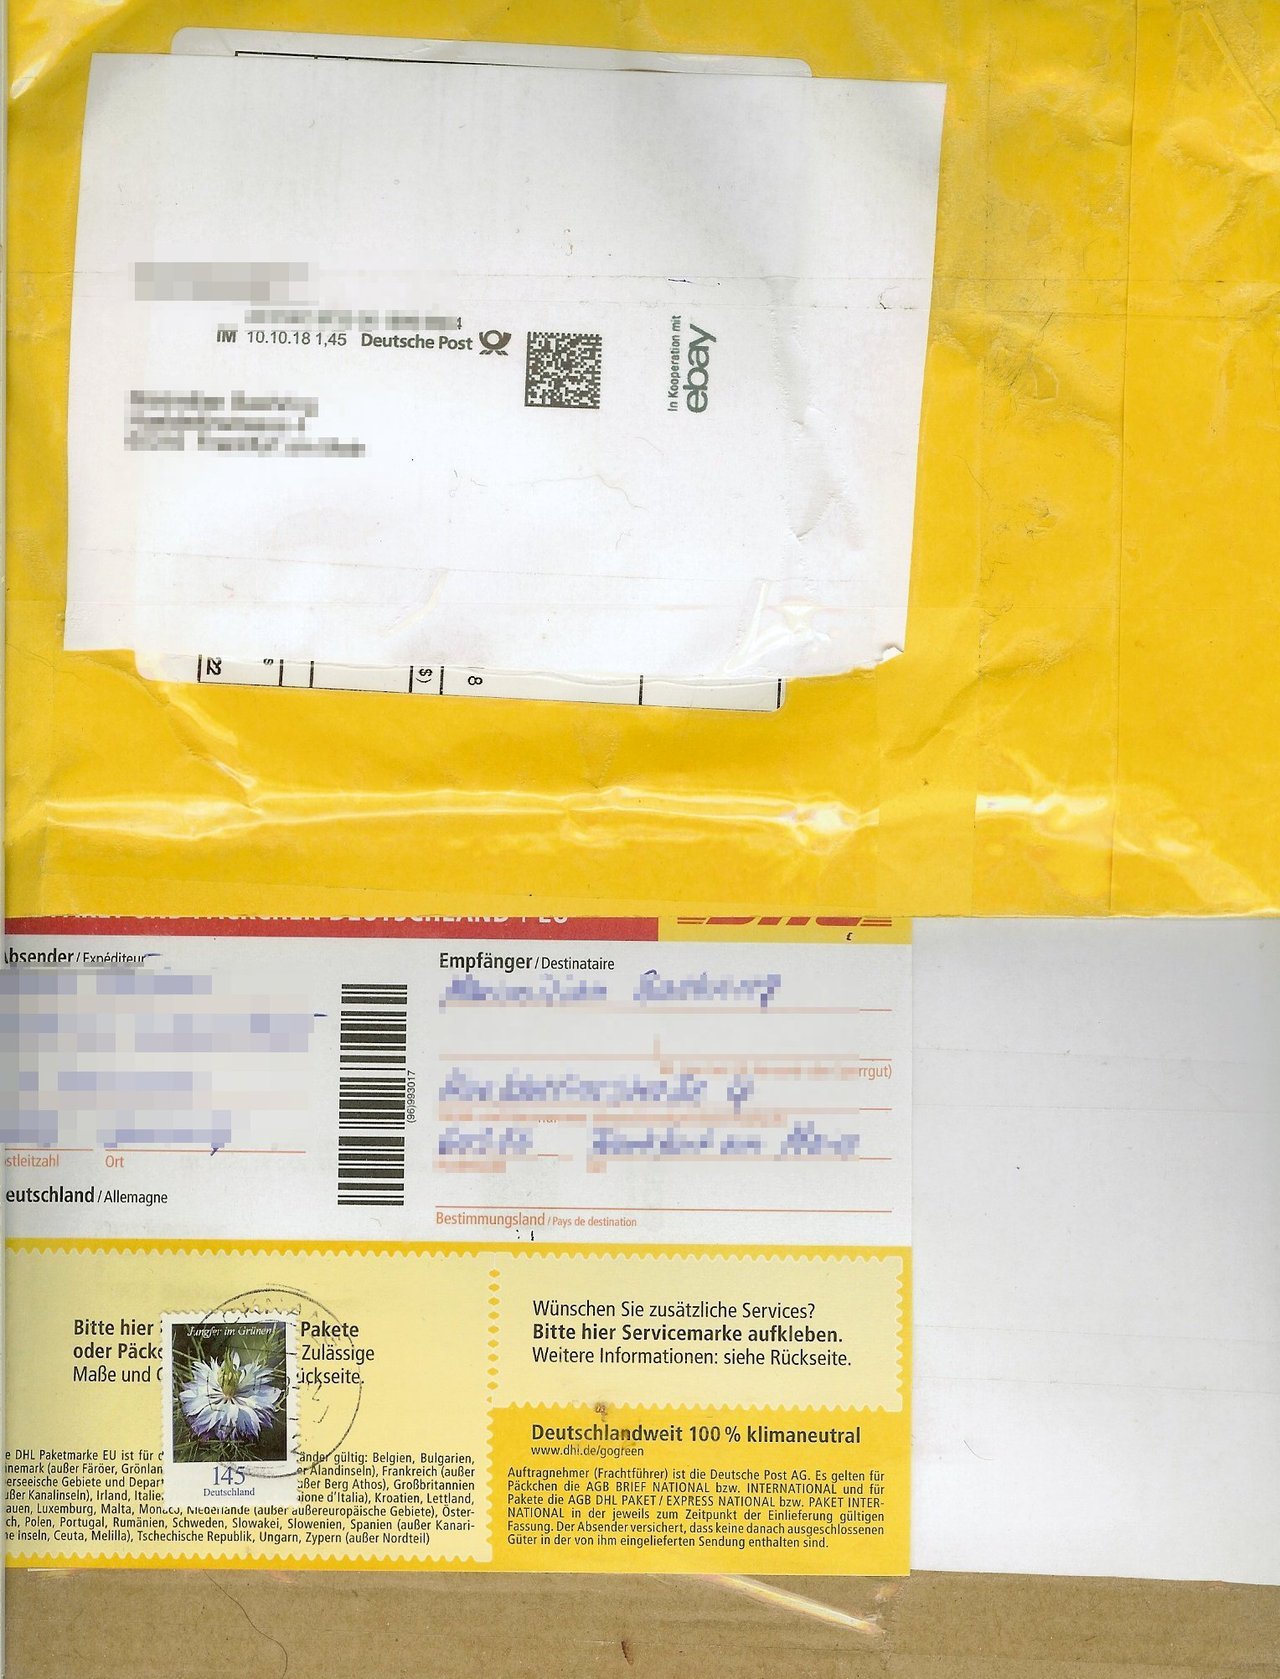 IM 10.10.18 1,45 Deutsche Post
In Kooperation mit
ebay
22
s
$)
8
DHL
Absender / Expéditeur
Empfänger / Destinataire
(96)993017
rrgut)
stleitzahl Ort
eutschland / Allemagne
Bestimmungsland / Pays de destination
Bitte hier Pakete
oder Päckc Zulässige
Maße und G ückseite.
Jungfer im Grünen
145
Deutschland
Wünschen Sie zusätzliche Services?
Bitte hier Servicemarke aufkleben.
Weitere Informationen: siehe Rückseite.
e DHL Paketmarke EU ist für d änder gültig: Belgien, Bulgarien,
inemark (außer Färöer, Grönlan r Alandinseln), Frankreich (außer
erseeische Gebiete und Depart ßer Berg Athos), Großbritannien
ußer Kanalinseln), Irland, Italie ione d'Italia), Kroatien, Lettland,
auen, Luxemburg, Malta, Monaco, Niederlande (außer außereuropäische Gebiete), Öster-
ch, Polen, Portugal, Rumänien, Schweden, Slowakei, Slowenien, Spanien (außer Kanari-
he Inseln, Ceuta, Melilla), Tschechische Republik, Ungarn, Zypern (außer Nordteil)
Deutschlandweit 100 % klimaneutral
www.dhl.de/gogreen
Auftragnehmer (Frachtführer) ist die Deutsche Post AG. Es gelten für
Päckchen die AGB BRIEF NATIONAL bzw. INTERNATIONAL und für
Pakete die AGB DHL PAKET / EXPRESS NATIONAL bzw. PAKET INTER-
NATIONAL in der jeweils zum Zeitpunkt der Einlieferung gültigen
Fassung. Der Absender versichert, dass keine danach ausgeschlossenen
Güter in der von ihm eingelieferten Sendung enthalten sind.